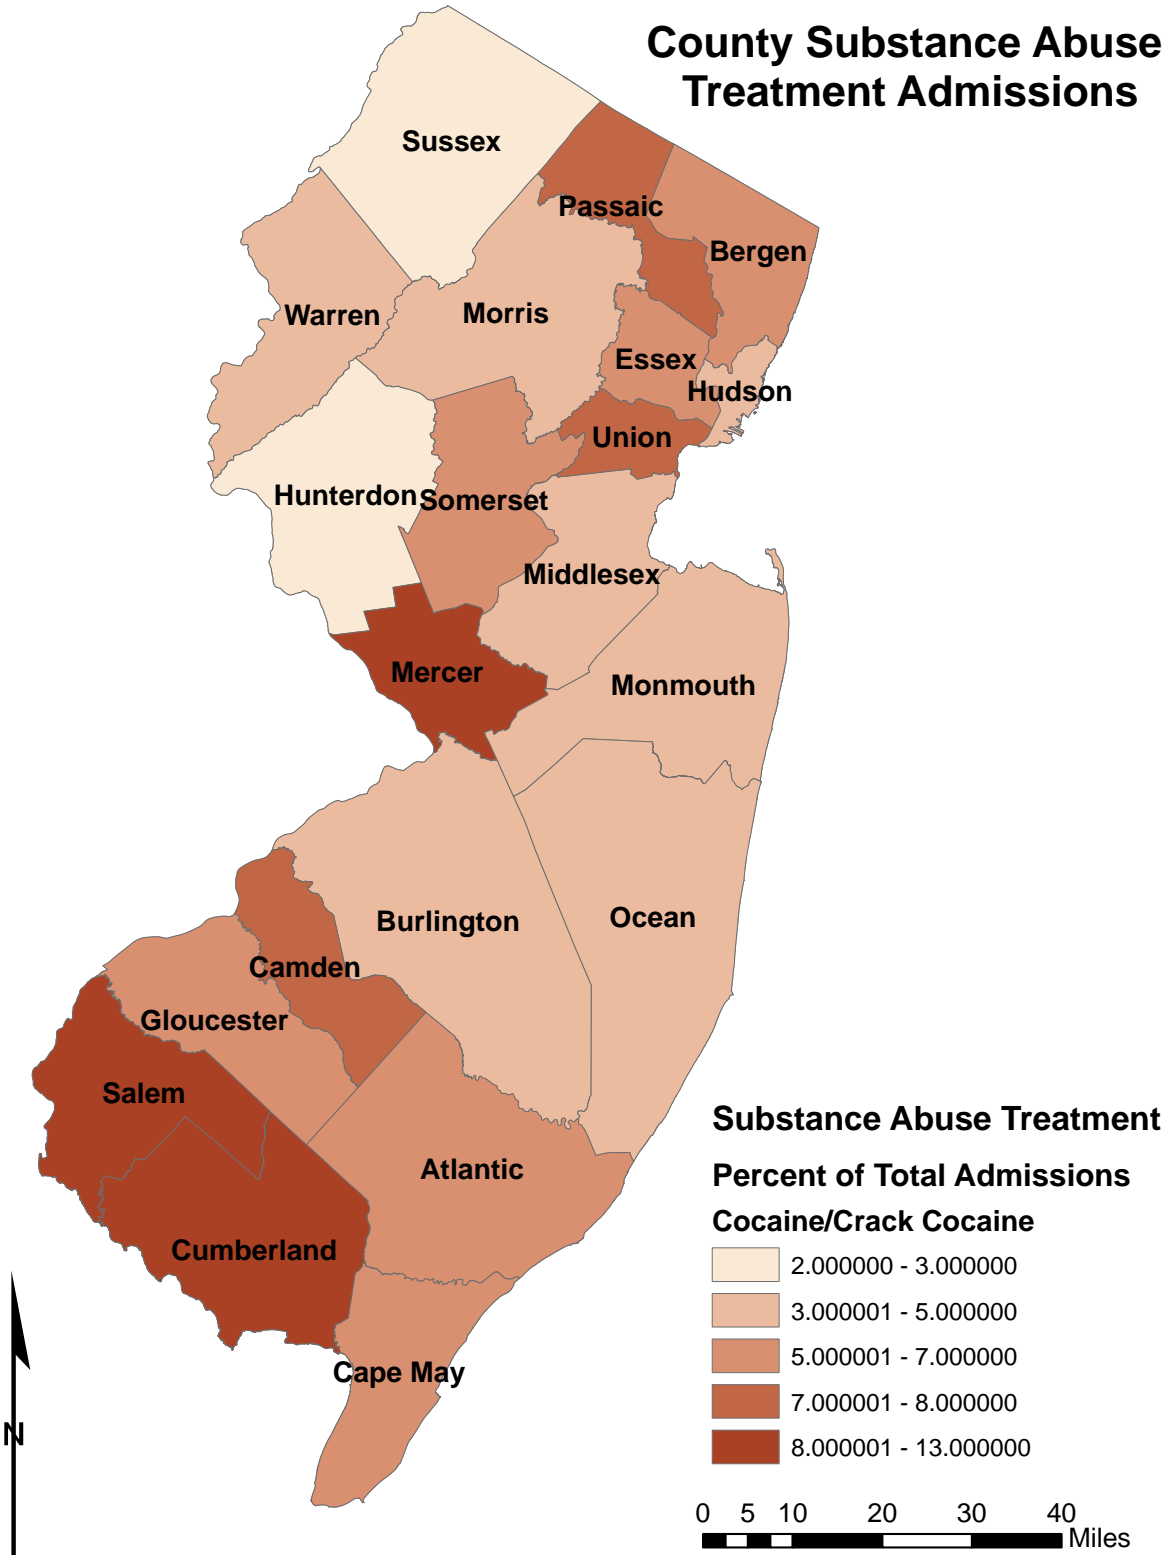 County Substance Abuse
Treatment Admissions
Sussex
Passaic
Bergen
Warren
Morris
Essex
Hudson
Union
Hunterdon
Somerset
Middlesex
Mercer
Monmouth
Burlington
Ocean
Camden
Gloucester
Salem
Atlantic
Cumberland
Cape May
Substance Abuse Treatment
Percent of Total Admissions
Cocaine/Crack Cocaine
2.000000 - 3.000000
3.000001 - 5.000000
5.000001 - 7.000000
7.000001 - 8.000000
8.000001 - 13.000000
N
0 5 10 20 30 40
Miles